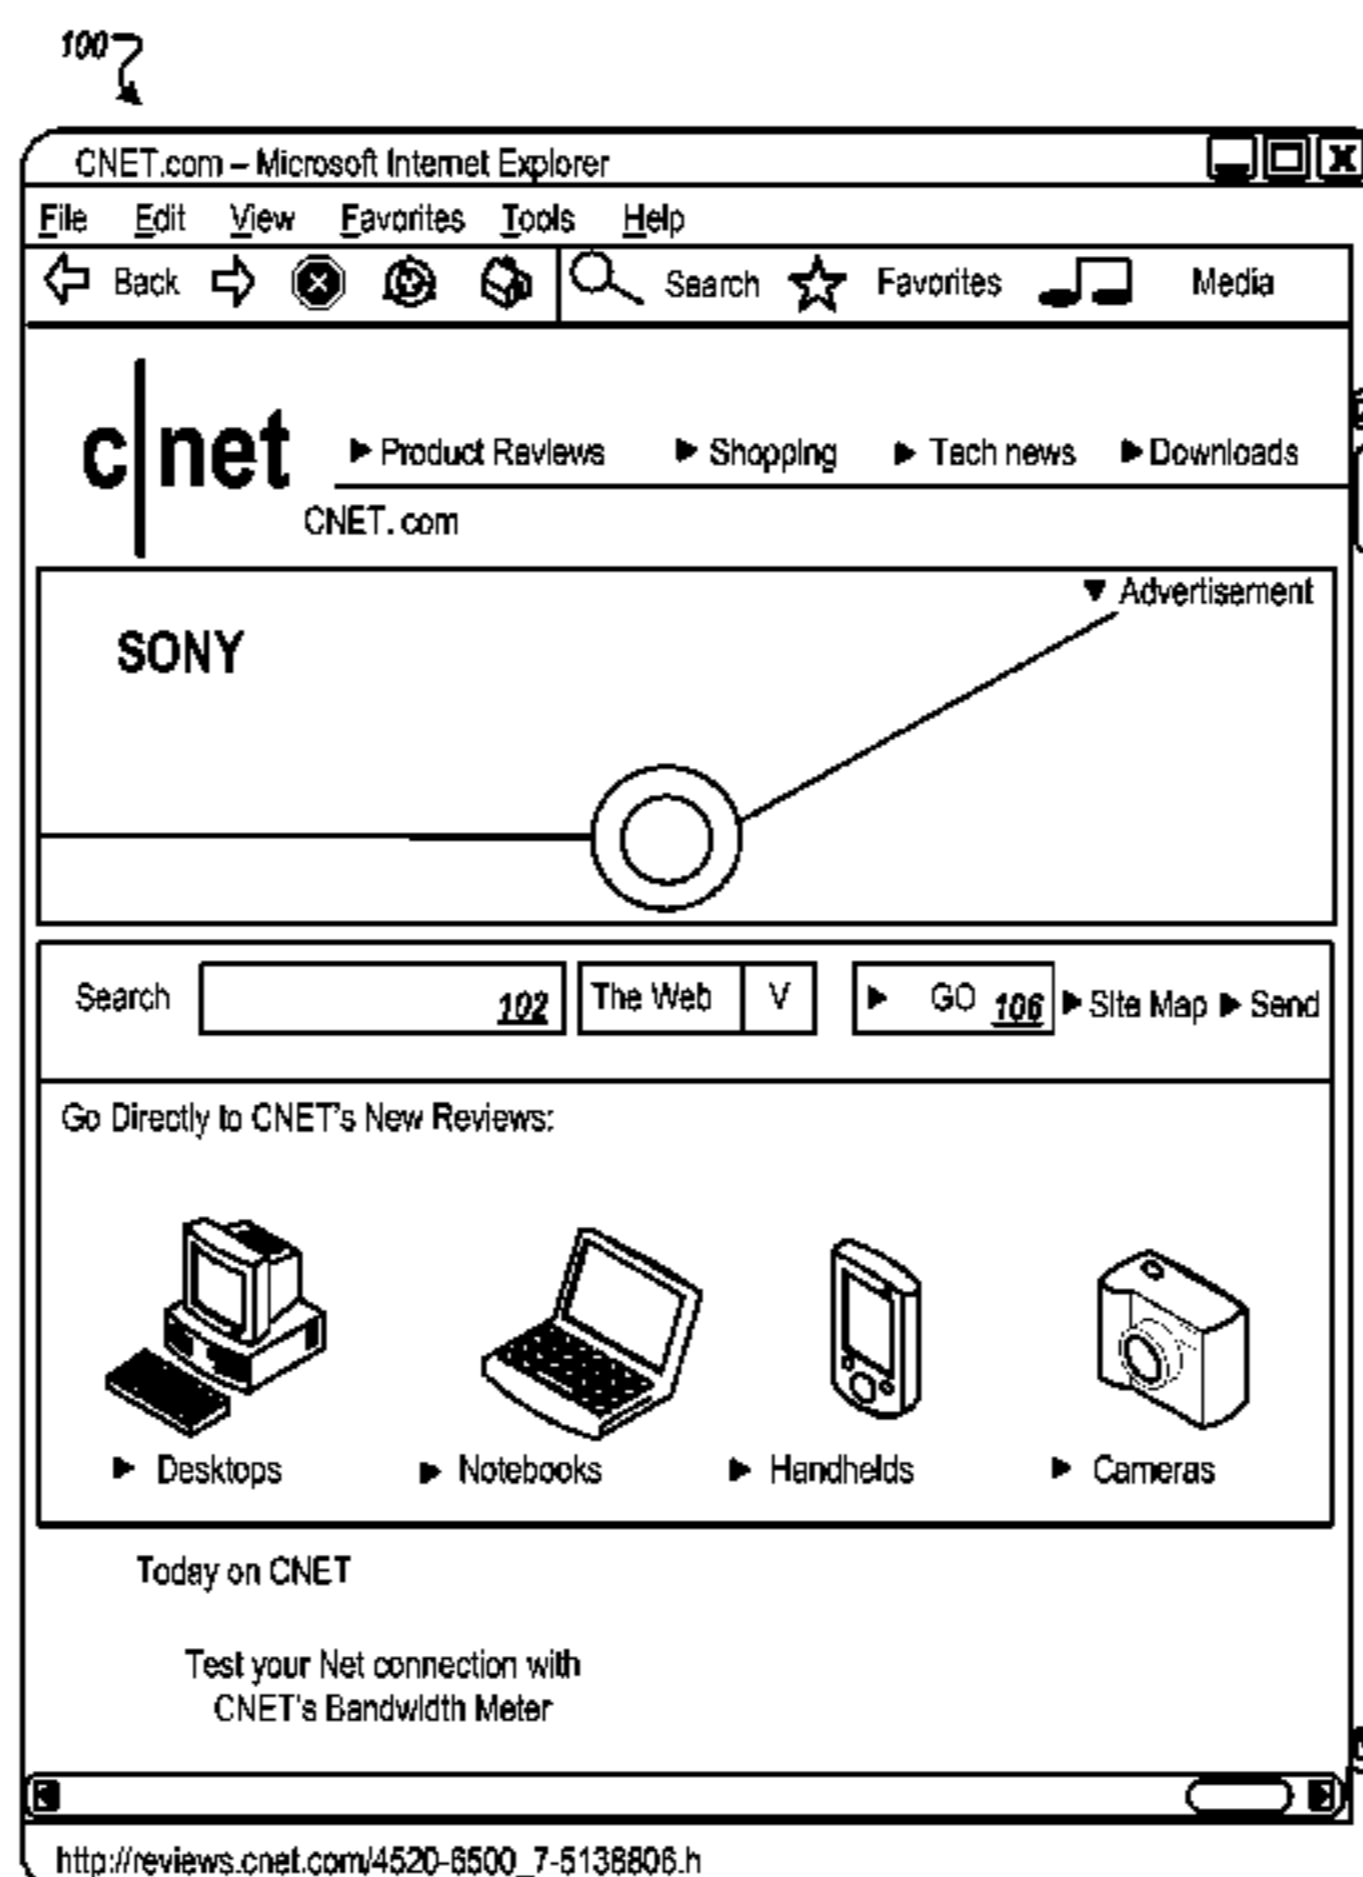 100
CNET.com – Microsoft Internet Explorer
File Edit View Favorites Tools Help
Back Search Favorites Media
c|net
Product Reviews Shopping Tech news Downloads
CNET.com
Advertisement
SONY
Search 102 The Web V GO 106 Site Map Send
Go Directly to CNET's New Reviews:
Desktops Notebooks Handhelds Cameras
Today on CNET
Test your Net connection with
CNET's Bandwidth Meter
http://reviews.cnet.com/4520-6500_7-5138806.h